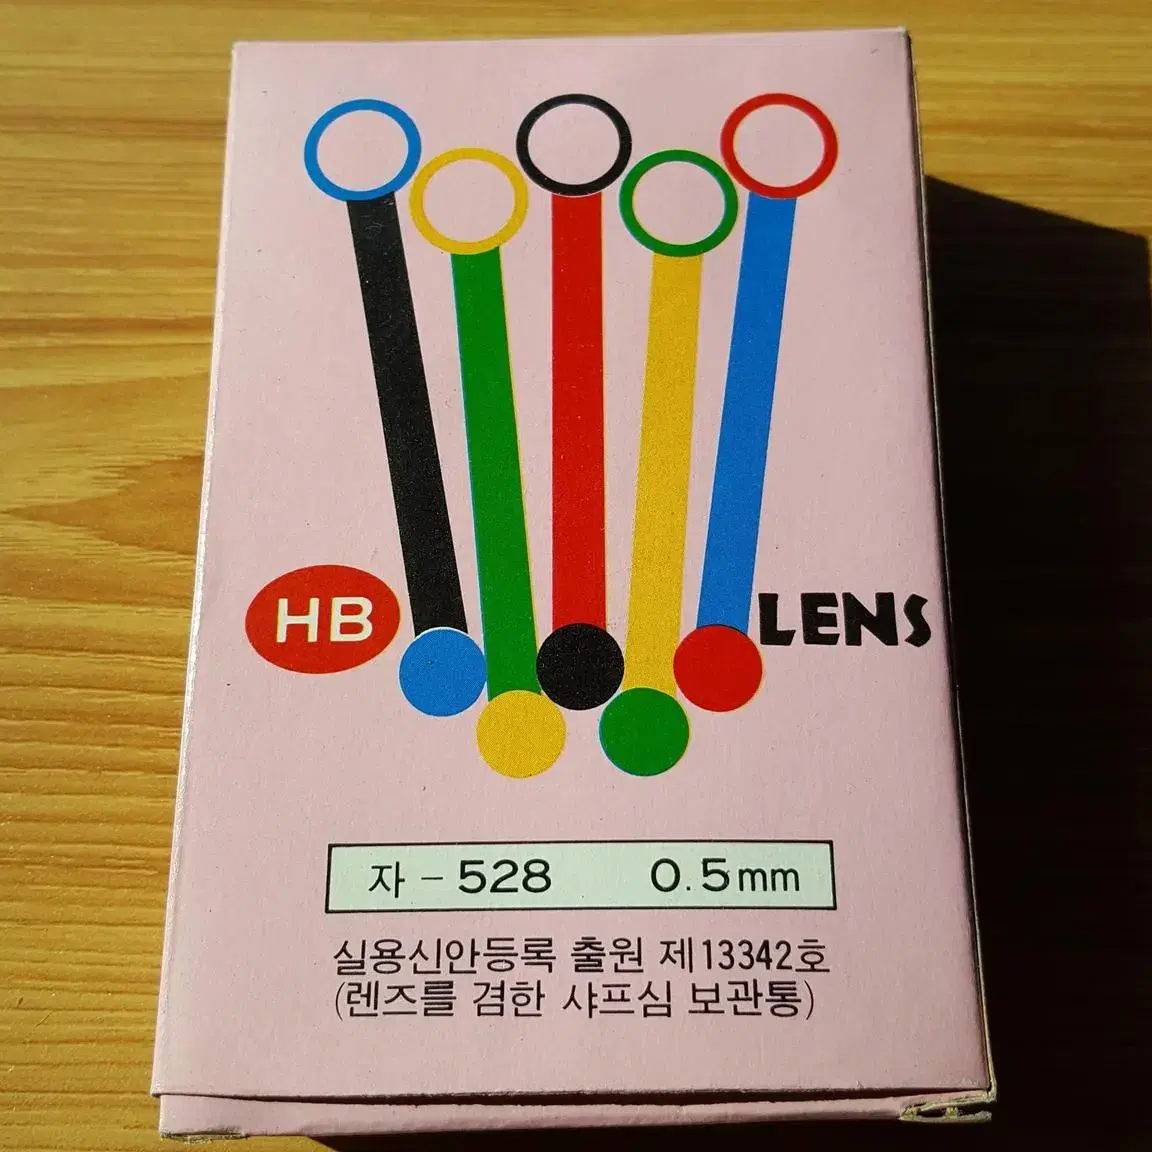 HB
LENS
자-528 0.5mm
실용신안등록 출원 제13342호
(렌즈를 겸한 샤프심 보관통)